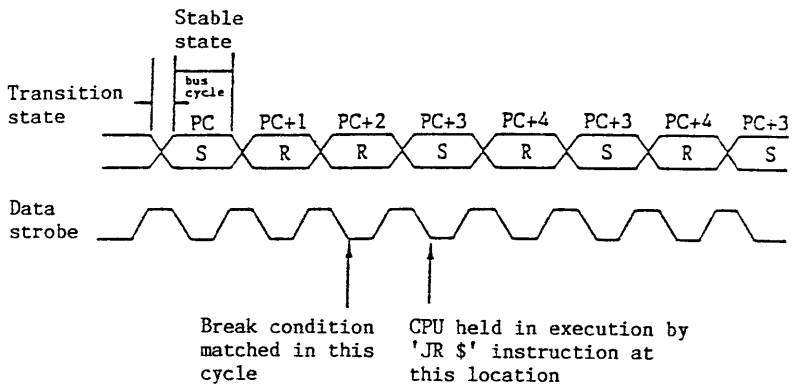 Stable
state
bus
cycle
Transition
state
PC PC+1 PC+2 PC+3 PC+4 PC+3 PC+4 PC+3
S R R S R S R S
Data
strobe
Break condition
matched in this
cycle
CPU held in execution by
'JR $' instruction at
this location